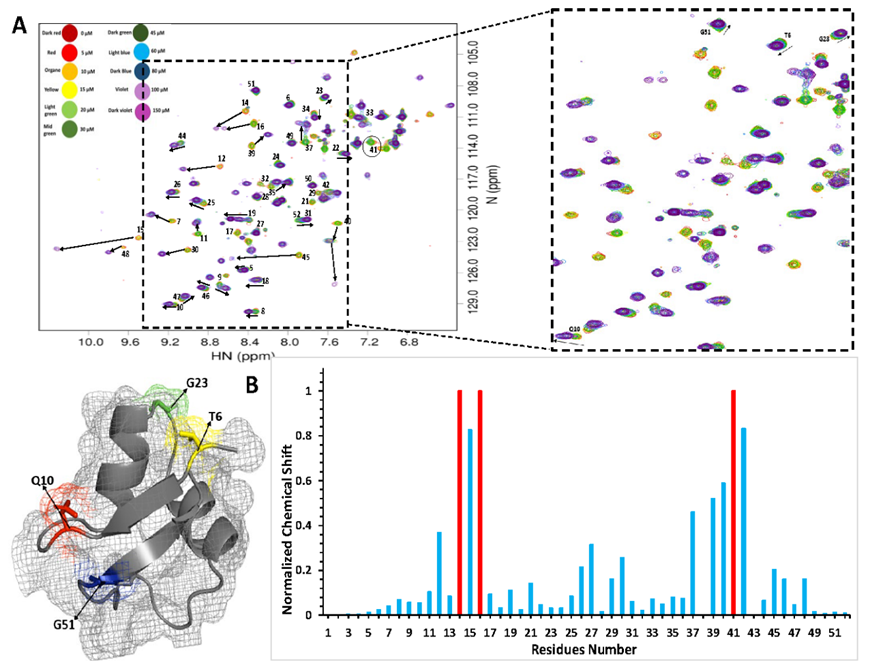 A
Dark red 0 µM Dark green 45 µM
Red 5 µM Light blue 60 µM
Organe 10 µM Dark Blue 80 µM
Yellow 15 µM Violet 100 µM
Light green 20 µM Dark violet 150 µM
Mid green 30 µM
51
6
23
14
34
33
16
44
39
49
37
22
41
12
24
26
32
35
50
29
42
25
28
21
7
19
52
31
40
15
17
27
11
48
30
45
5
9
18
47
46
10
8
105.0
108.0
111.0
114.0
117.0
120.0
123.0
126.0
129.0
N (ppm)
10.0 9.6 9.2 8.8 8.4 8.0 7.6 7.2 6.8
HN (ppm)
G51
T6
G23
Q10
G23
T6
Q10
G51
B
Normalized Chemical Shift
1
0.8
0.6
0.4
0.2
0
1 3 5 7 9 11 13 15 17 19 21 23 25 27 29 31 33 35 37 39 41 43 45 47 49 51
Residues Number